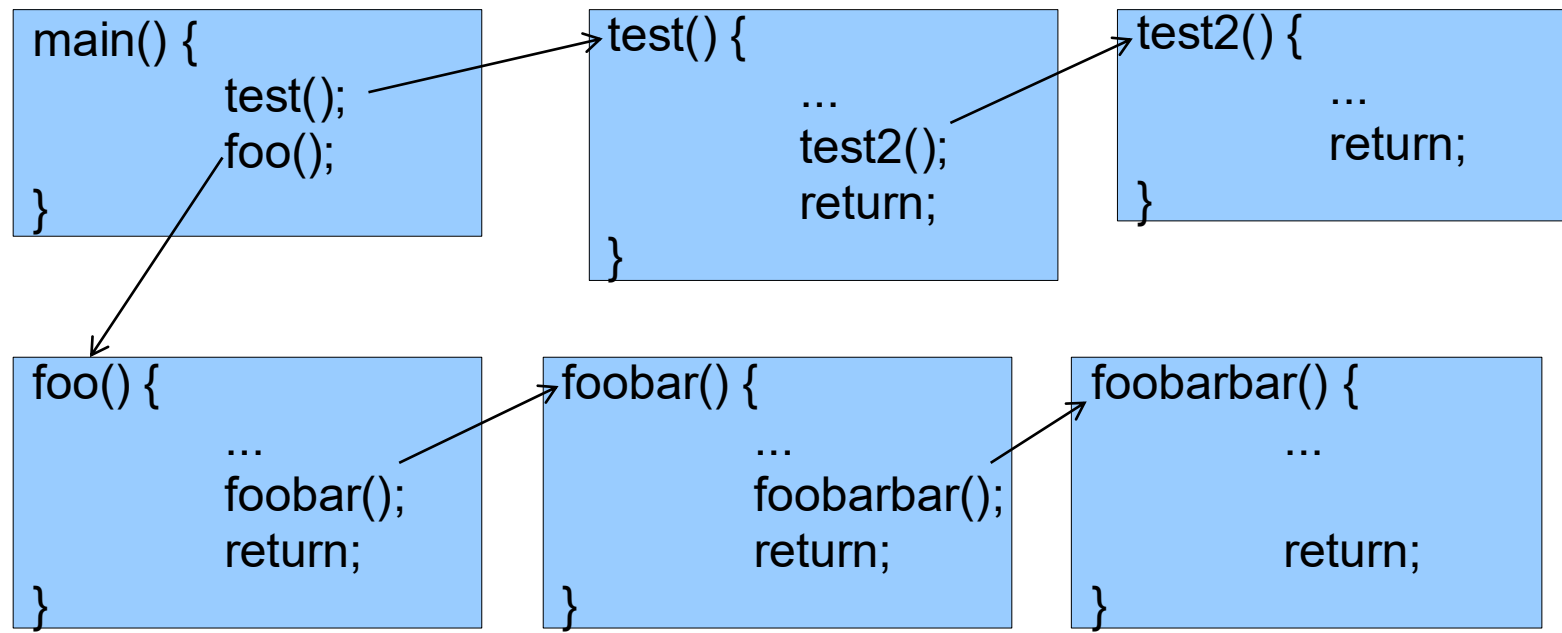 main() {
test();
foo();
}
test() {
...
test2();
return;
}
test2() {
...
return;
}
foo() {
...
foobar();
return;
}
foobar() {
...
foobarbar();
return;
}
foobarbar() {
...
return;
}